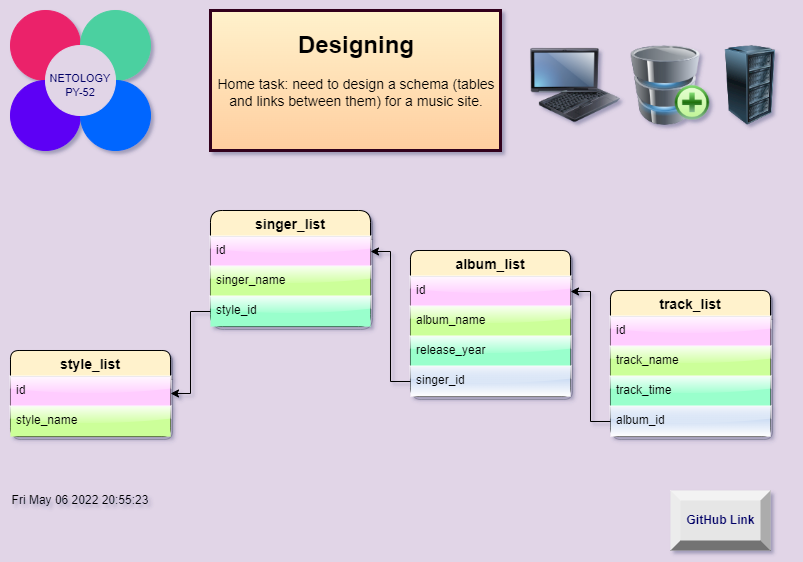 NETOLOGY
PY-52
Designing
Home task: need to design a schema (tables
and links between them) for a music site.
singer_list
id
singer_name
style_id
album_list
id
album_name
release_year
singer_id
track_list
id
track_name
track_time
album_id
style_list
id
style_name
Fri May 06 2022 20:55:23
GitHub Link